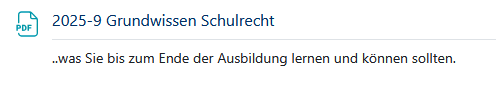 PDF
2025-9 Grundwissen Schulrecht
..was Sie bis zum Ende der Ausbildung lernen und können sollten.